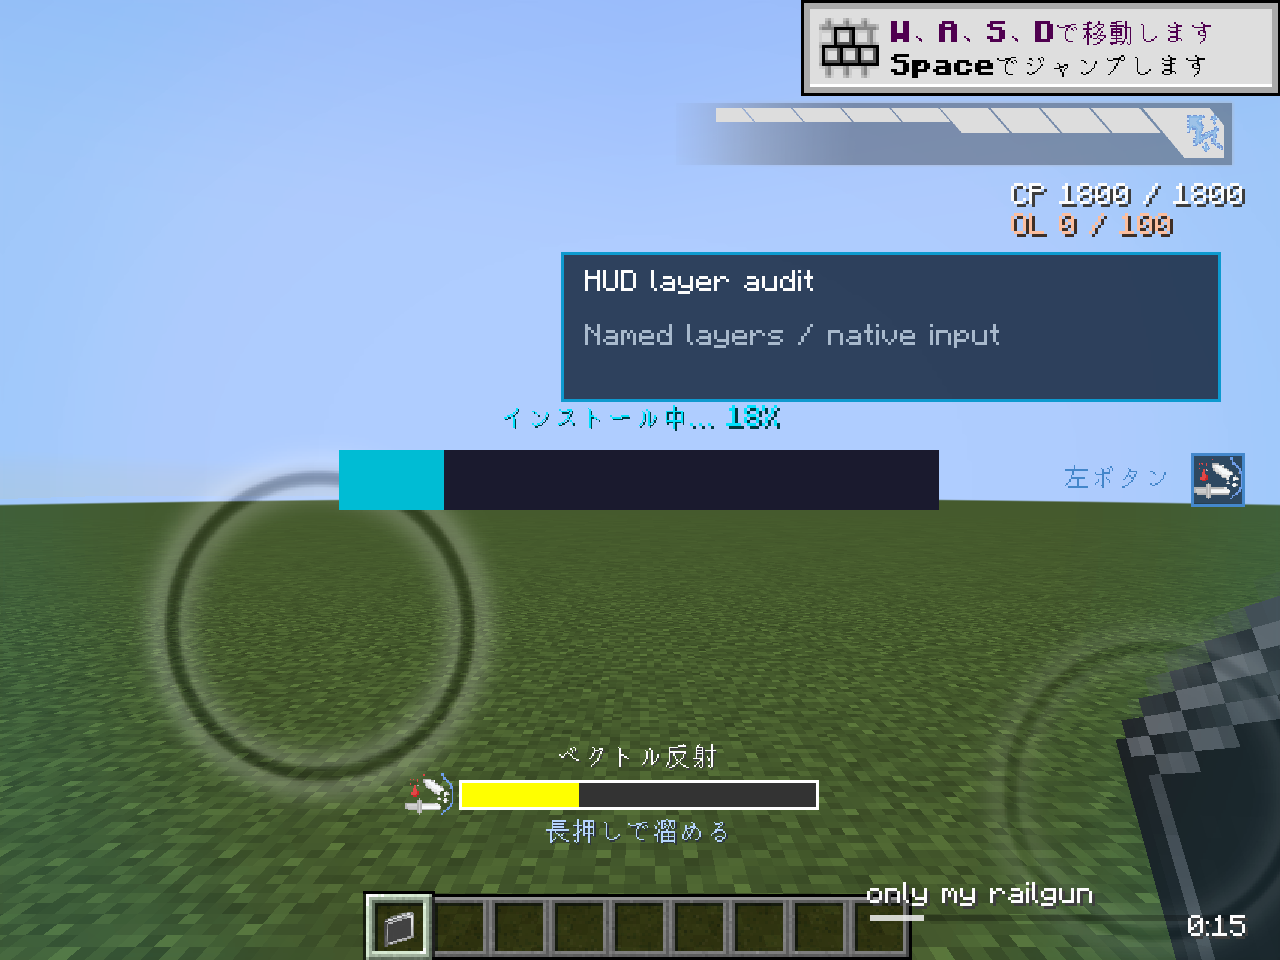 W、A、S、Dで移動します
Spaceでジャンプします
CP 1800 / 1800
OL 0 / 100
HUD layer audit
Named layers / native input
インストール中... 18%
左ボタン
ベクトル反射
長押しで溜める
only my railgun
0:15